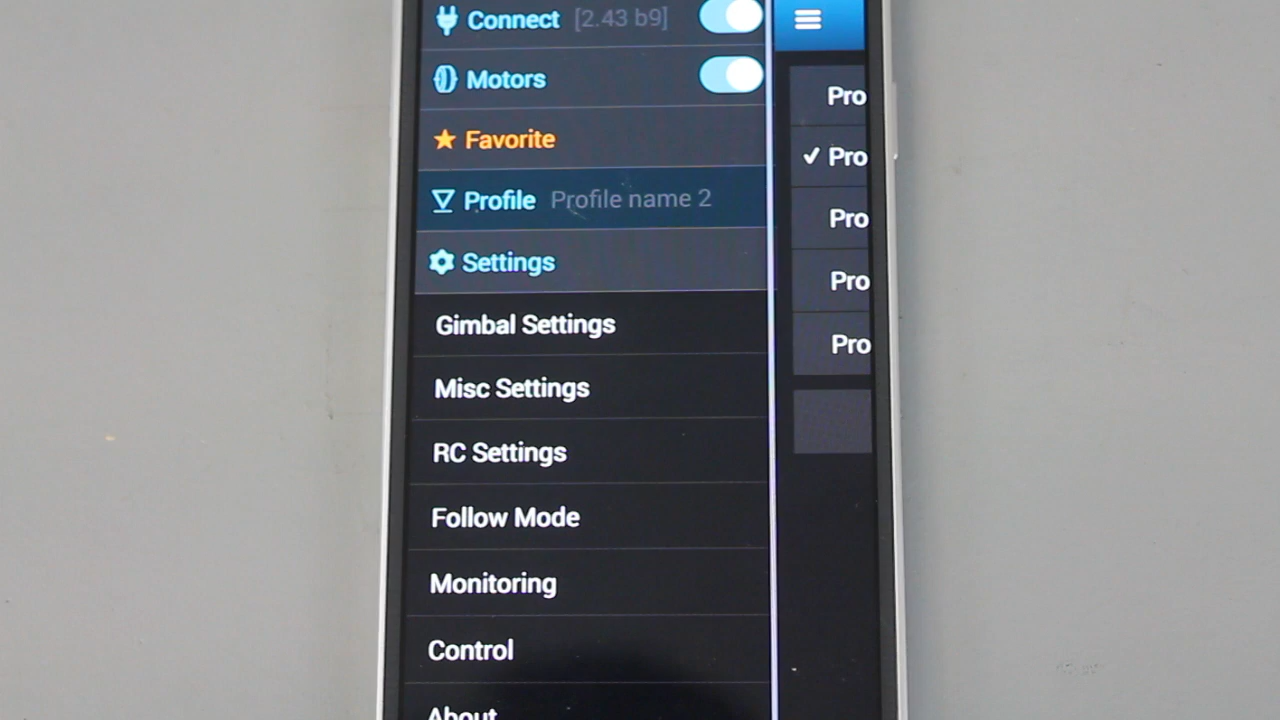 Connect [2.43 b9]
Motors
Favorite
Profile Profile name 2
Settings
Gimbal Settings
Misc Settings
RC Settings
Follow Mode
Monitoring
Control
About
Pro
✓ Pro
Pro
Pro
Pro